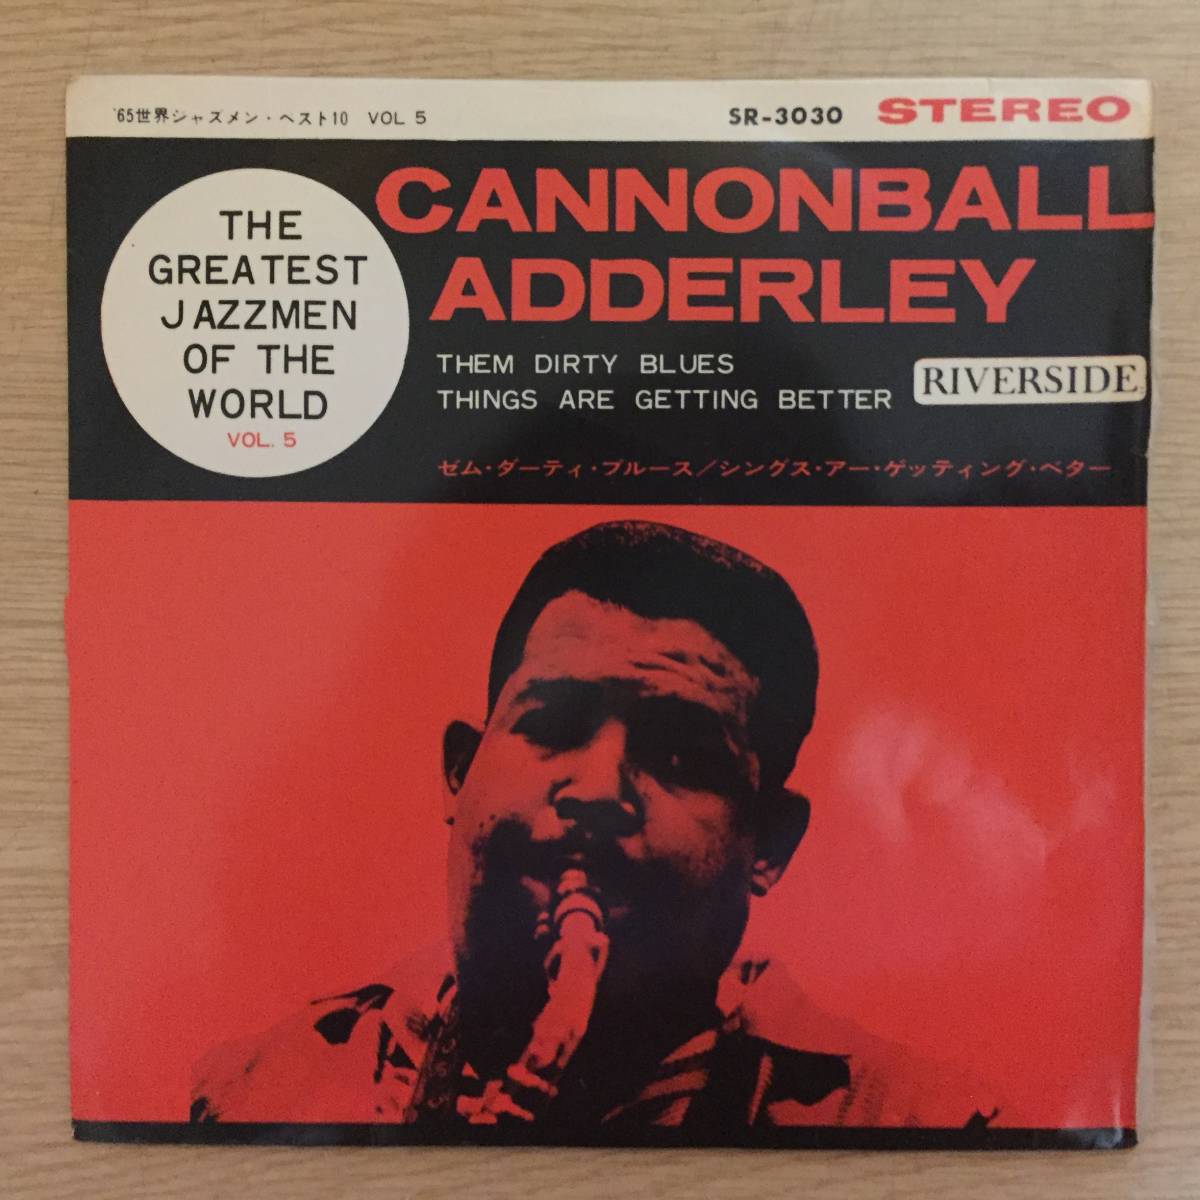 '65世界ジャズメン・ベスト10 VOL 5
SR-3030 STEREO
THE
GREATEST
JAZZMEN
OF THE
WORLD
VOL. 5
CANNONBALL
ADDERLEY
THEM DIRTY BLUES
THINGS ARE GETTING BETTER
RIVERSIDE
ゼム・ダーティ・ブルース/シングス・アー・ゲッティング・ベター